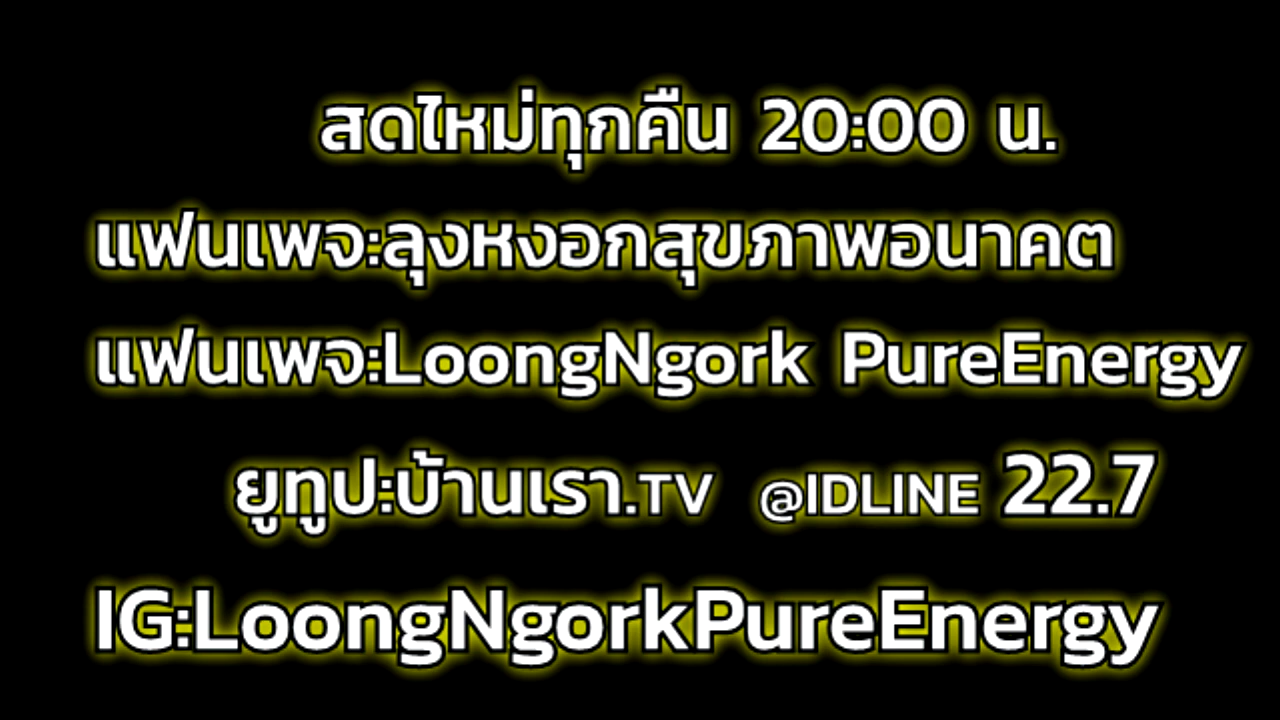 สดไหม่ทุกคืน 20:00 น.
แฟนเพจ:ลุงหงอกสุขภาพอนาคต
แฟนเพจ:LoongNgork PureEnergy
ยูทูป:บ้านเรา.TV @IDLINE 22.7
IG:LoongNgorkPureEnergy